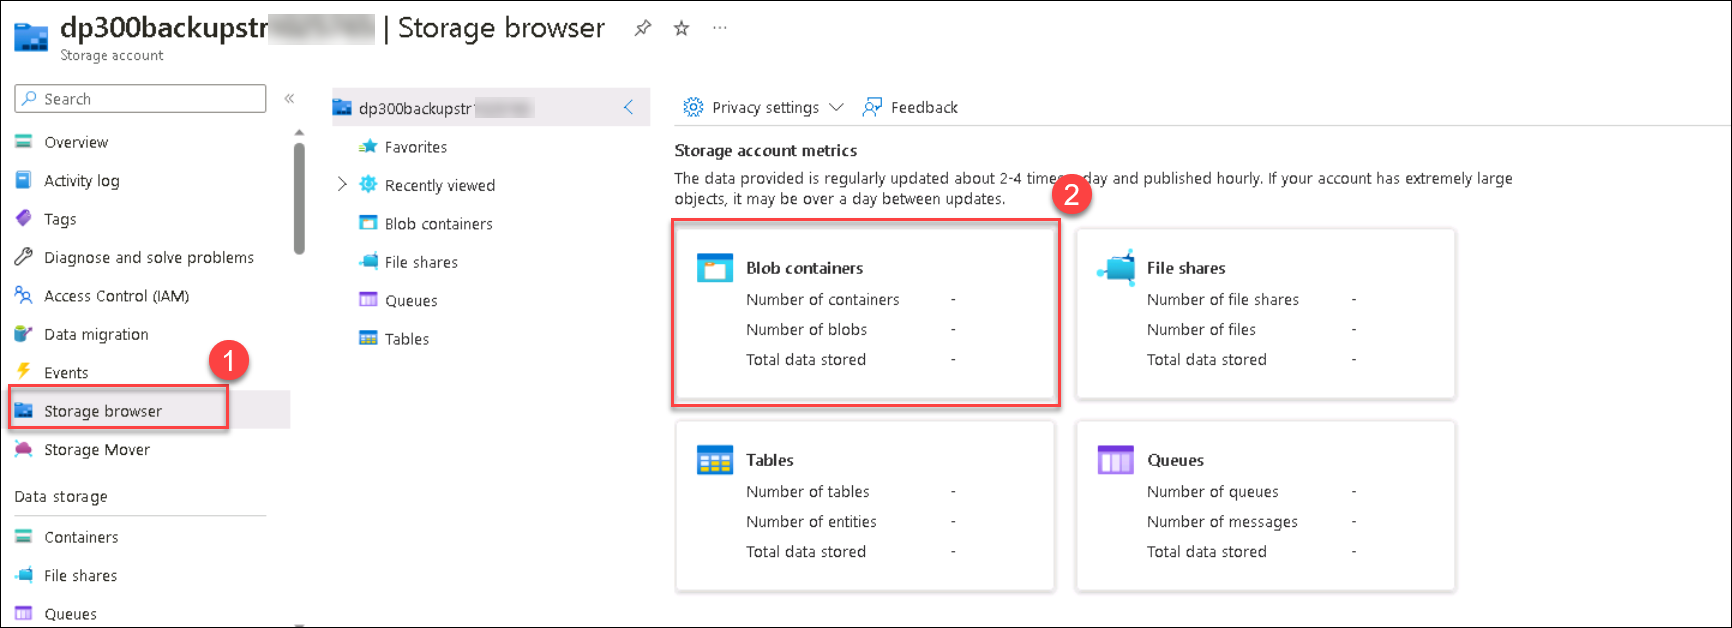 dp300backupstr | Storage browser
Storage account
Search
«
Overview
Activity log
Tags
Diagnose and solve problems
Access Control (IAM)
Data migration
1
Events
Storage browser
Storage Mover
Data storage
Containers
File shares
Queues
dp300backupstr
Favorites
Recently viewed
Blob containers
File shares
Queues
Tables
Privacy settings
Feedback
Storage account metrics
The data provided is regularly updated about 2-4 times day and published hourly. If your account has extremely large
objects, it may be over a day between updates.
2
Blob containers
Number of containers -
Number of blobs -
Total data stored -
File shares
Number of file shares -
Number of files -
Total data stored -
Tables
Number of tables -
Number of entities -
Total data stored -
Queues
Number of queues -
Number of messages -
Total data stored -